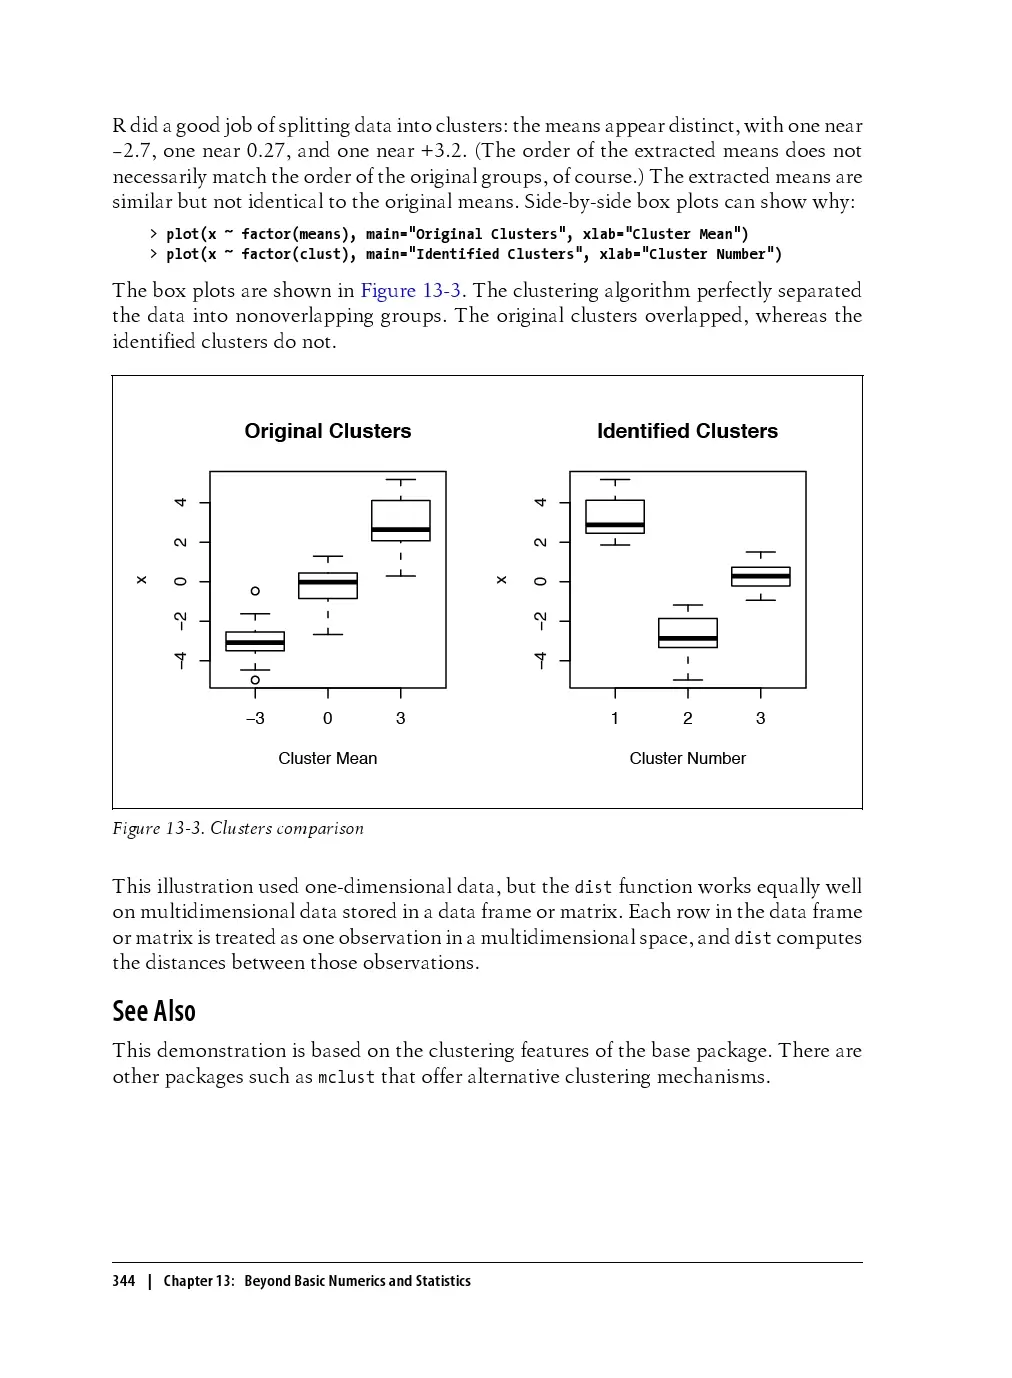 R did a good job of splitting data into clusters: the means appear distinct, with one near
–2.7, one near 0.27, and one near +3.2. (The order of the extracted means does not
necessarily match the order of the original groups, of course.) The extracted means are
similar but not identical to the original means. Side-by-side box plots can show why:
> plot(x ~ factor(means), main="Original Clusters", xlab="Cluster Mean")
> plot(x ~ factor(clust), main="Identified Clusters", xlab="Cluster Number")
The box plots are shown in Figure 13-3. The clustering algorithm perfectly separated
the data into nonoverlapping groups. The original clusters overlapped, whereas the
identified clusters do not.
Original Clusters
x
4
2
0
–2
–4
–3 0 3
Cluster Mean
Identified Clusters
x
4
2
0
–2
–4
1 2 3
Cluster Number
Figure 13-3. Clusters comparison
This illustration used one-dimensional data, but the dist function works equally well
on multidimensional data stored in a data frame or matrix. Each row in the data frame
or matrix is treated as one observation in a multidimensional space, and dist computes
the distances between those observations.
See Also
This demonstration is based on the clustering features of the base package. There are
other packages such as mclust that offer alternative clustering mechanisms.
344 | Chapter 13: Beyond Basic Numerics and Statistics